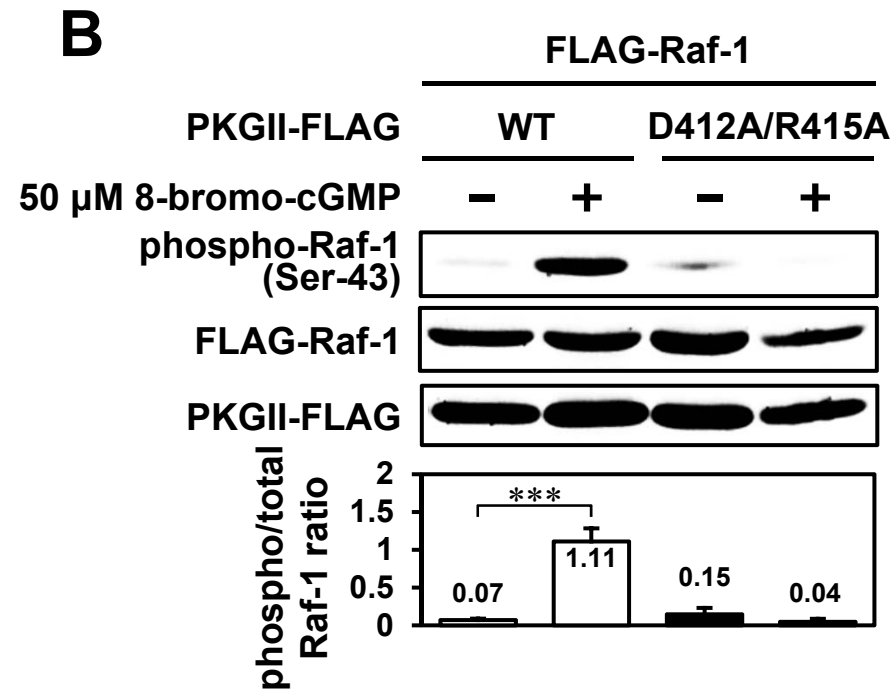 B
FLAG-Raf-1
PKGII-FLAG WT D412A/R415A
50 µM 8-bromo-cGMP − + − +
phospho-Raf-1
(Ser-43)
FLAG-Raf-1
PKGII-FLAG
phospho/total
Raf-1 ratio
2
1.5
1
0.5
0
***
0.07 1.11 0.15 0.04